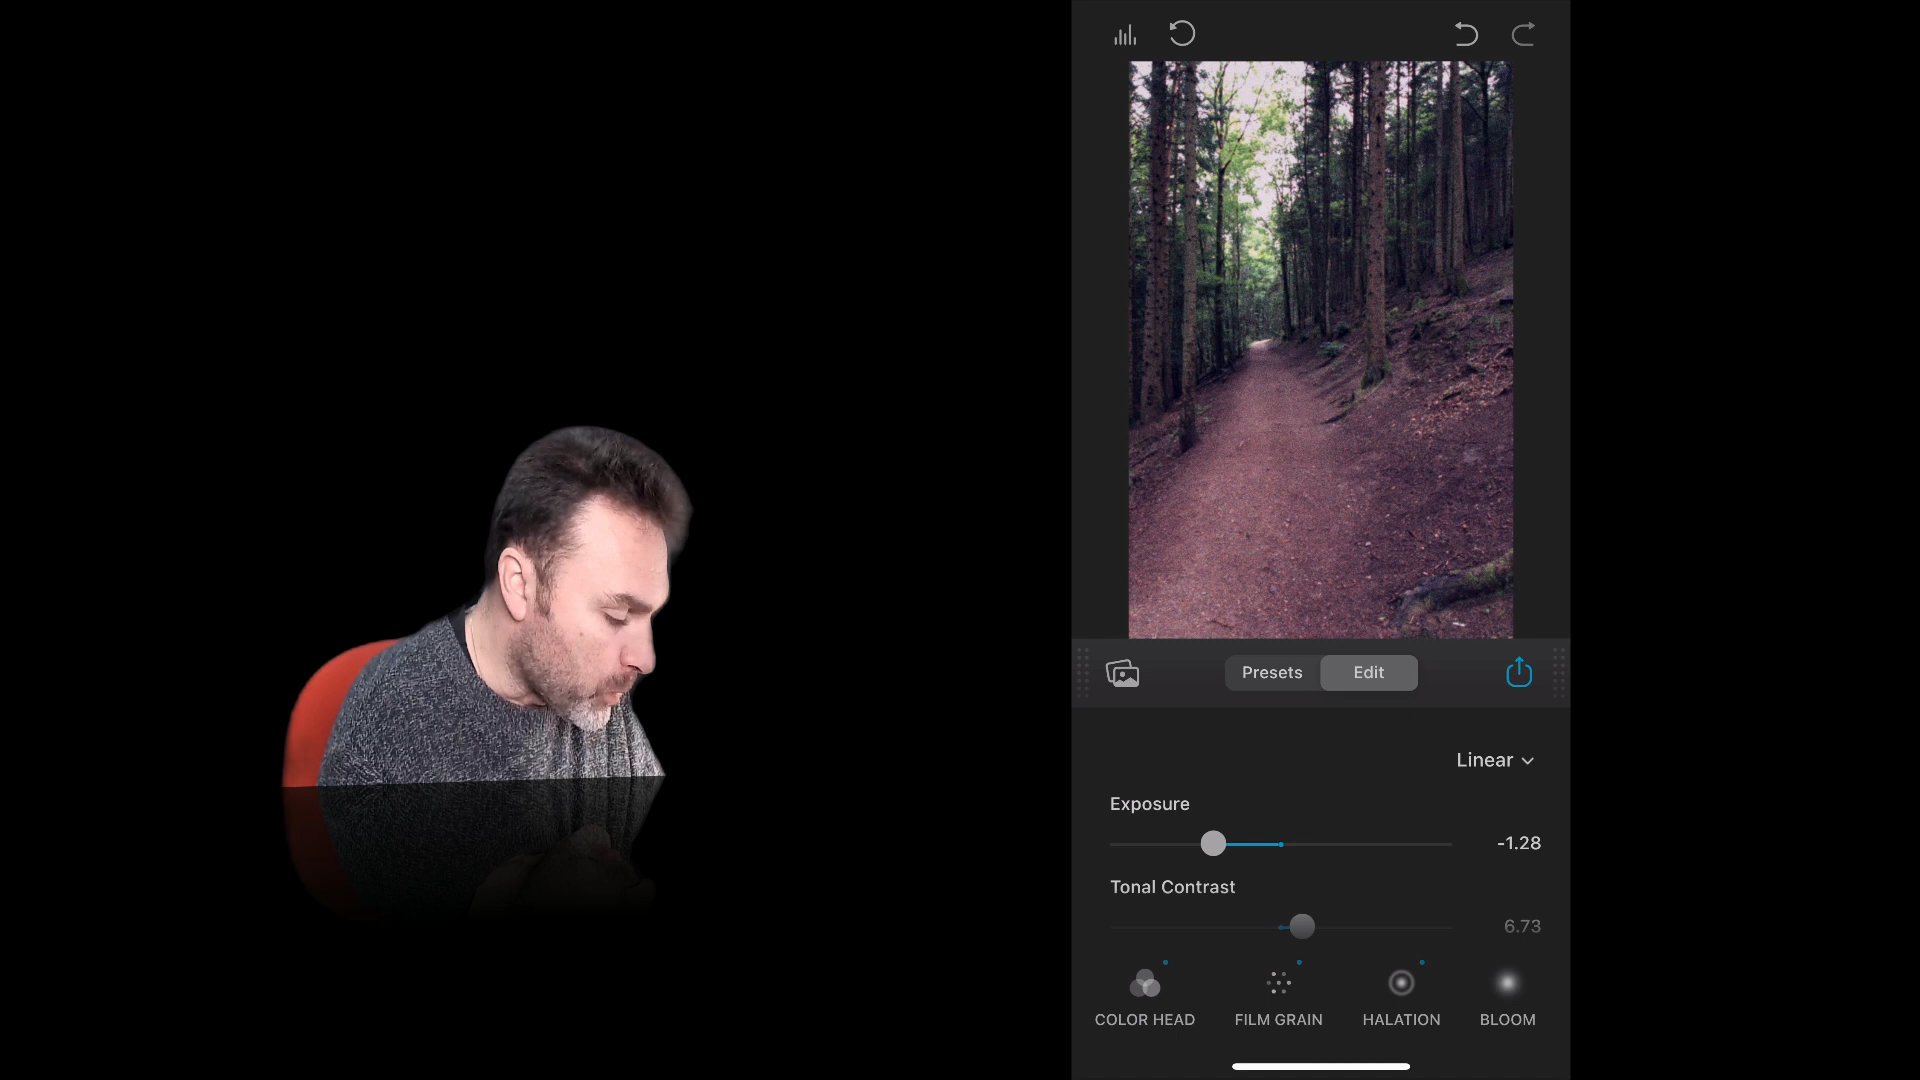 Presets Edit
Linear
Exposure
-1.28
Tonal Contrast
6.73
COLOR HEAD FILM GRAIN HALATION BLOOM